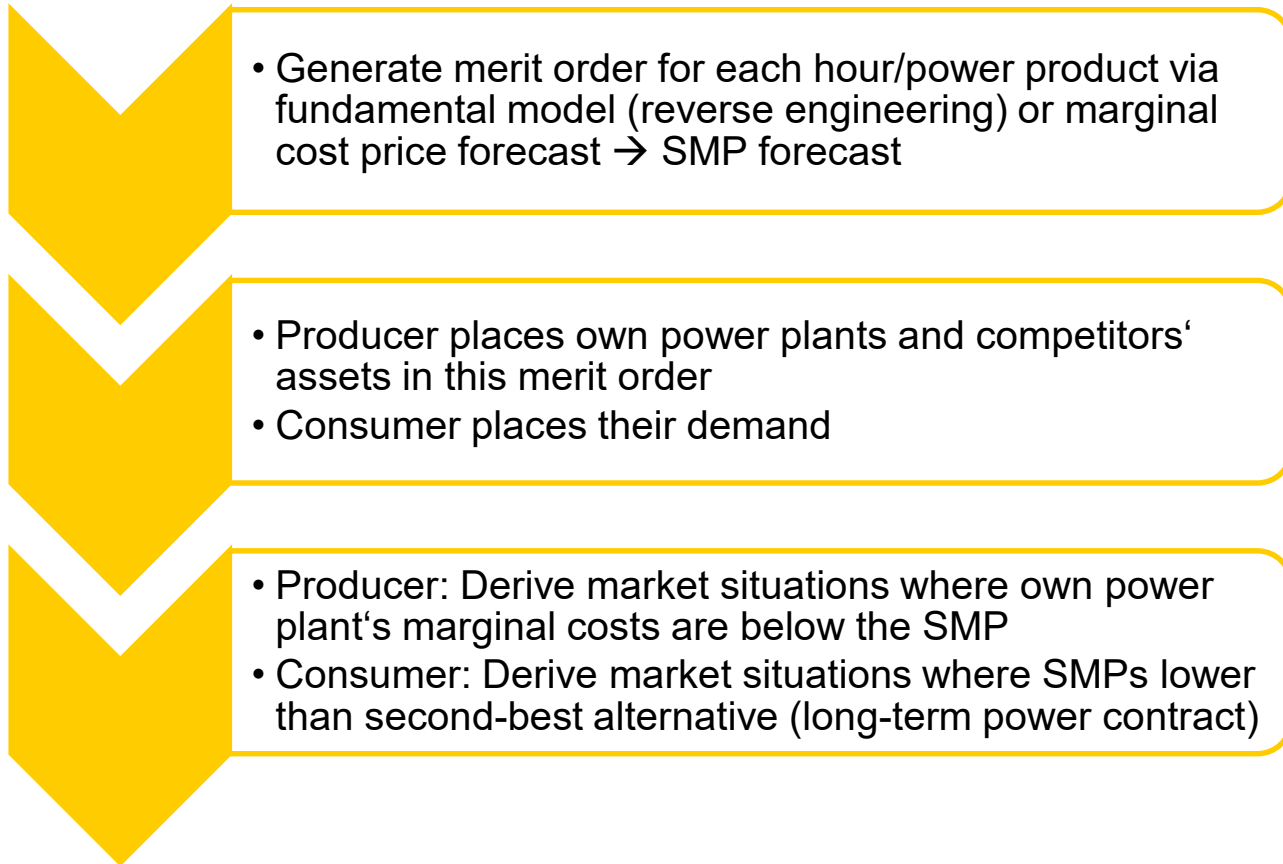 • Generate merit order for each hour/power product via
fundamental model (reverse engineering) or marginal
cost price forecast → SMP forecast
• Producer places own power plants and competitors‘
assets in this merit order
• Consumer places their demand
• Producer: Derive market situations where own power
plant‘s marginal costs are below the SMP
• Consumer: Derive market situations where SMPs lower
than second-best alternative (long-term power contract)